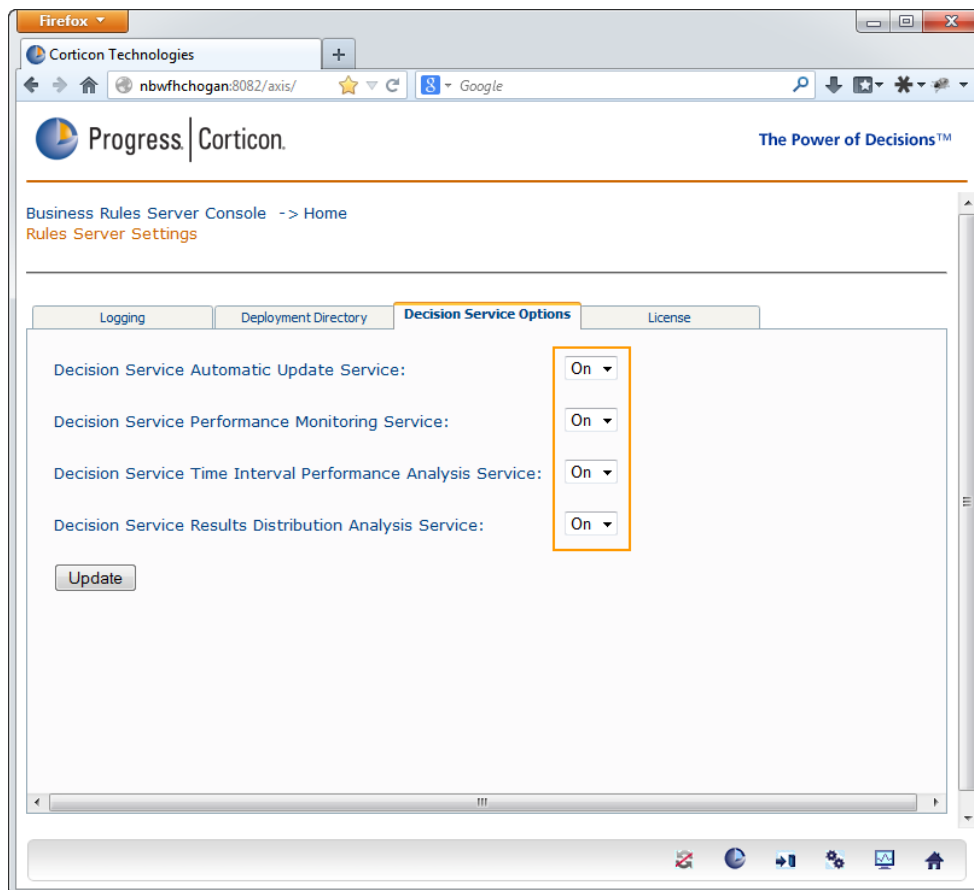 Firefox
Corticon Technologies
nbwfhchogan:8082/axis/
Google
Progress Corticon.
The Power of Decisions™
Business Rules Server Console -> Home
Rules Server Settings
Logging
Deployment Directory
Decision Service Options
License
Decision Service Automatic Update Service: On
Decision Service Performance Monitoring Service: On
Decision Service Time Interval Performance Analysis Service: On
Decision Service Results Distribution Analysis Service: On
Update